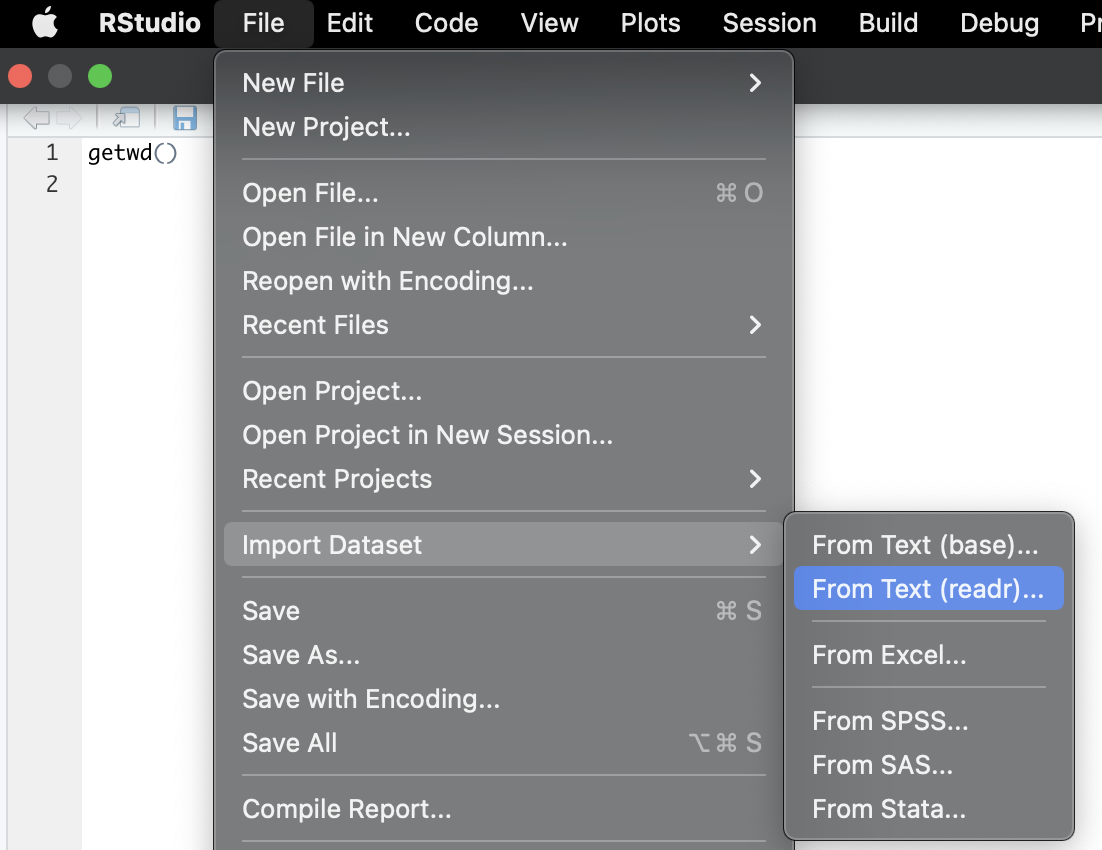 RStudio File Edit Code View Plots Session Build Debug
New File
1 getwd()
New Project...
2
Open File... ⌘ O
Open File in New Column...
Reopen with Encoding...
Recent Files
Open Project...
Open Project in New Session...
Recent Projects
Import Dataset
From Text (base)...
From Text (readr)...
Save ⌘ S
From Excel...
Save As...
Save with Encoding...
From SPSS...
Save All ⌥⌘ S
From SAS...
Compile Report...
From Stata...